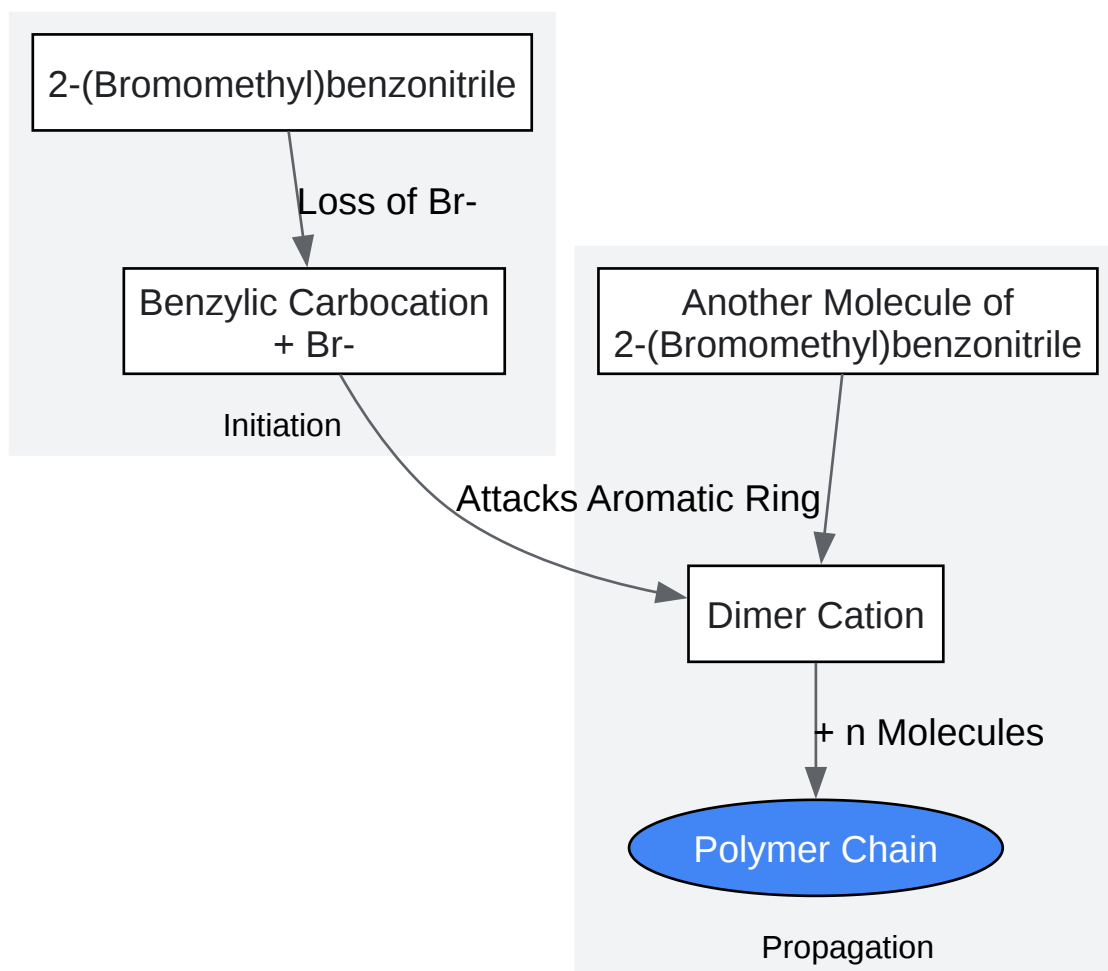 2-(Bromomethyl)benzonitrile
Loss of Br-
Benzylic Carbocation
+ Br-
Initiation
Another Molecule of
2-(Bromomethyl)benzonitrile
Attacks Aromatic Ring
Dimer Cation
+ n Molecules
Polymer Chain
Propagation